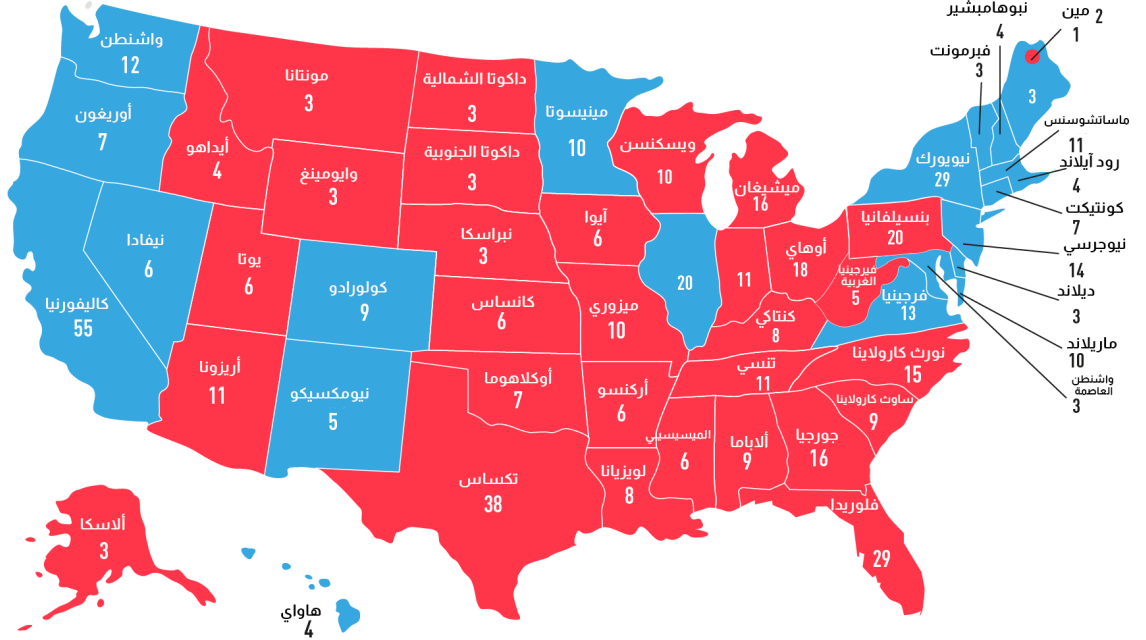 نبوهامبشير
4
مين 2
1
فبرمونت
3
3
ماساتشوسنس
11
رود آيلاند
4
كونتيكت
7
نيوجرسي
14
ديلاند
3
ماريلاند
10
واشنطن
العاصمة
3
واشنطن
12
أوريغون
7
كاليفورنيا
55
نيفادا
6
أيداهو
4
مونتانا
3
وايومينغ
3
يوتا
6
أريزونا
11
كولورادو
9
نيومكسيكو
5
داكوتا الشمالية
3
داكوتا الجنوبية
3
نبراسكا
3
كانساس
6
أوكلاهوما
7
تكساس
38
مينيسوتا
10
آيوا
6
ميزوري
10
أركنسو
6
لويزيانا
8
ويسكنسن
10
20
ميشيغان
16
11
أوهاي
18
كنتاكي
8
تنسي
11
الميسيسيبي
6
ألاباما
9
جورجيا
16
فلوريدا
29
ساوث كارولاينا
9
نورث كارولاينا
15
فرجينيا
13
فيرجينيا
الغربية
5
بنسيلفانيا
20
نيويورك
29
ألاسكا
3
هاواي
4